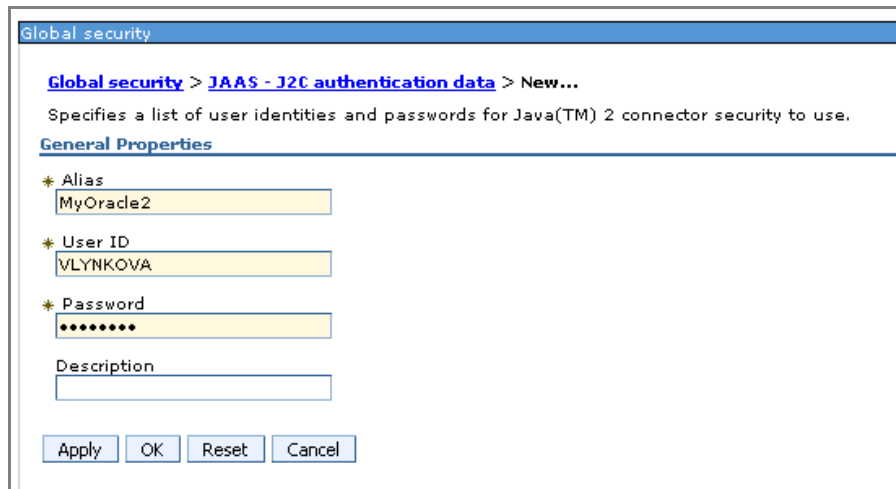 Global security
Global security > JAAS - J2C authentication data > New...
Specifies a list of user identities and passwords for Java(TM) 2 connector security to use.
General Properties
* Alias
MyOracle2
* User ID
VLYNKOVA
* Password
••••••••
Description
Apply OK Reset Cancel